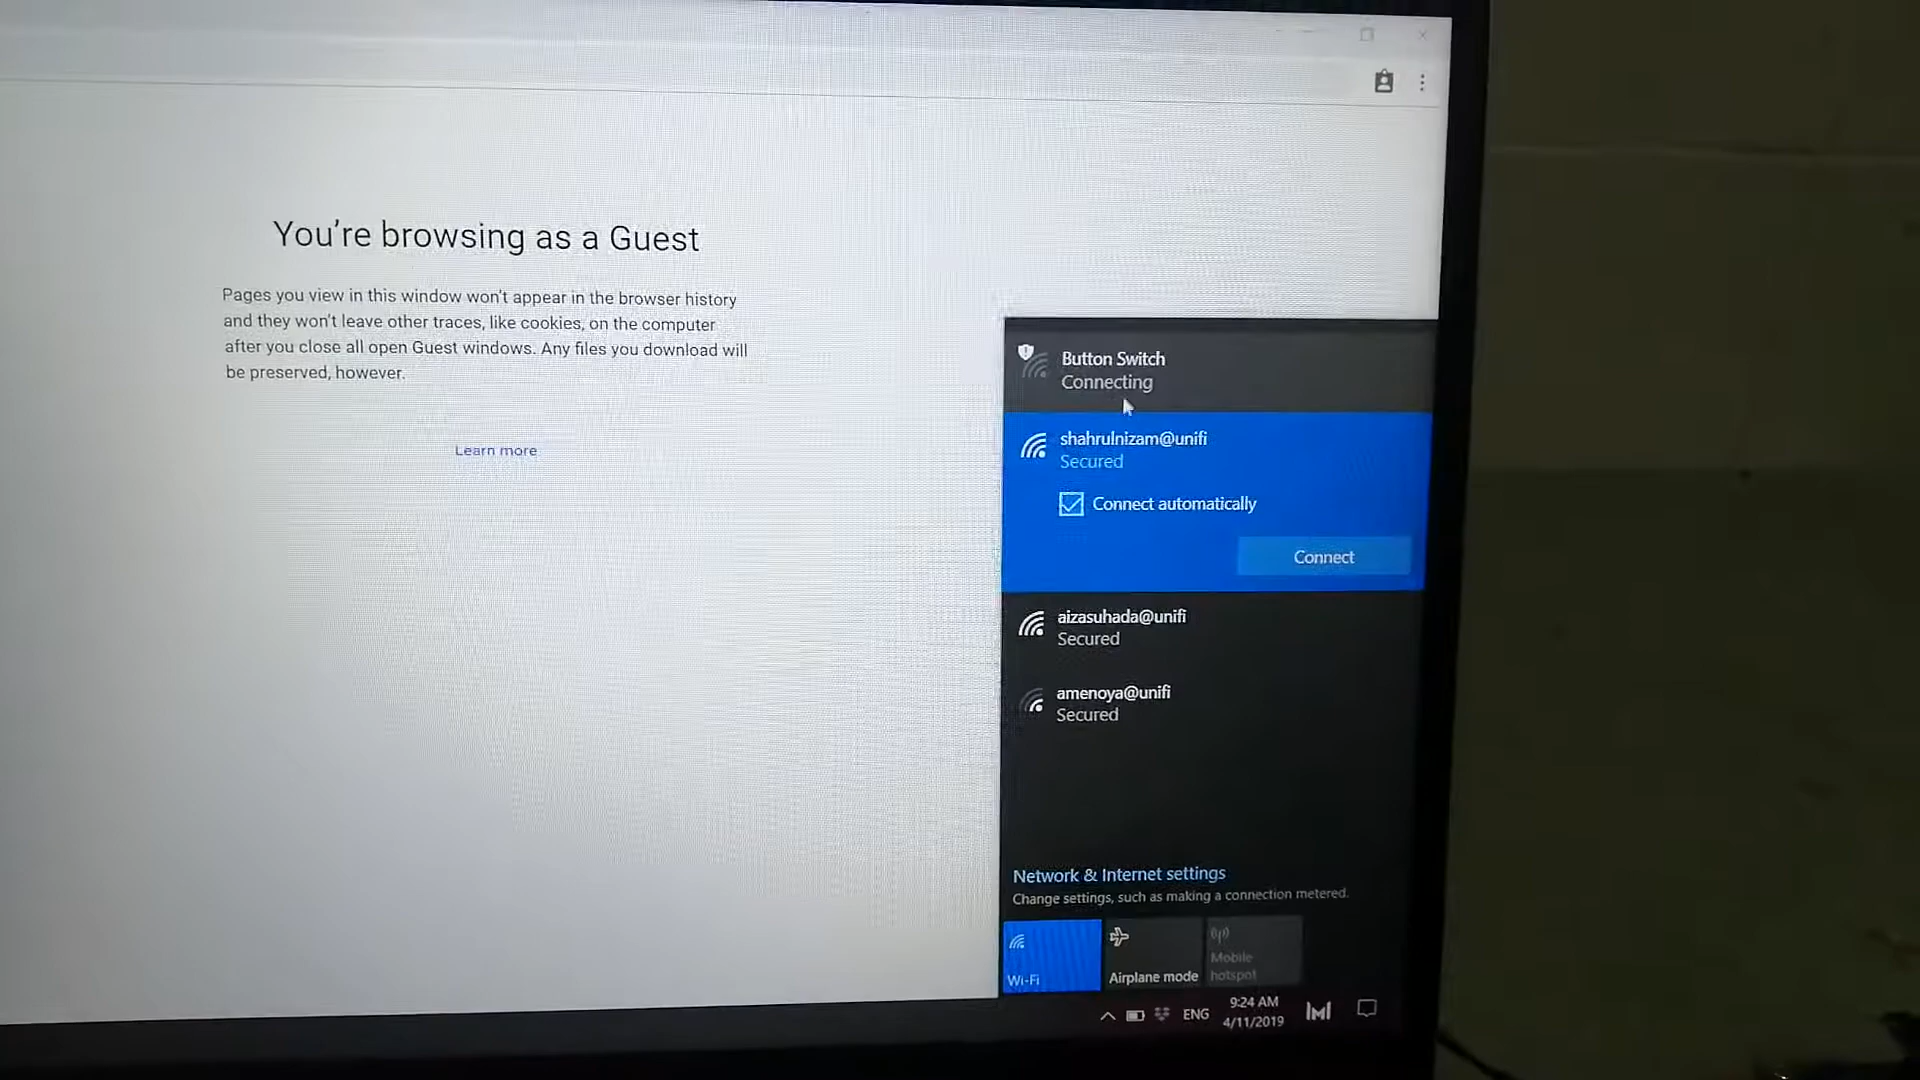 You're browsing as a Guest
Pages you view in this window won't appear in the browser history
and they won't leave other traces, like cookies, on the computer
after you close all open Guest windows. Any files you download will
be preserved, however.
Learn more
Button Switch
Connecting
shahrulnizam@unifi
Secured
Connect automatically
Connect
aizasuhada@unifi
Secured
amenoya@unifi
Secured
Network & Internet settings
Change settings, such as making a connection metered.
Wi-Fi
Airplane mode
Mobile
hotspot
ENG
9:24 AM
4/11/2019